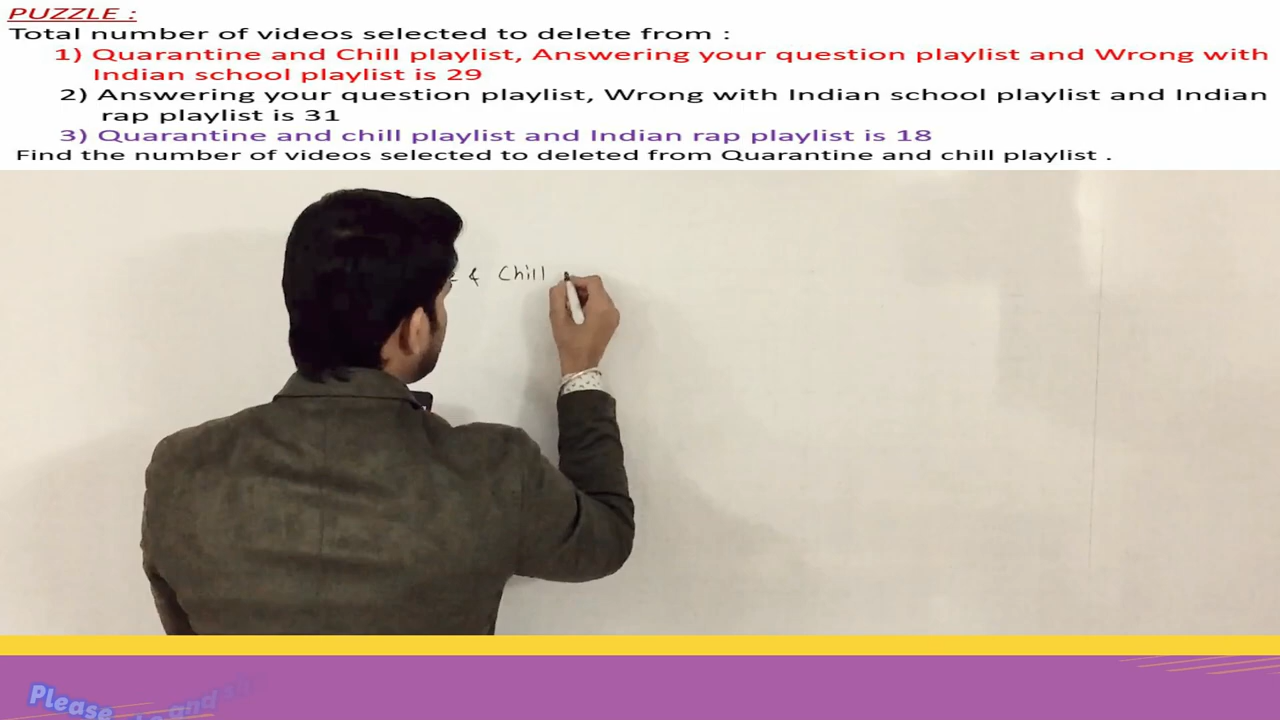 PUZZLE :
Total number of videos selected to delete from :
1) Quarantine and Chill playlist, Answering your question playlist and Wrong with
Indian school playlist is 29
2) Answering your question playlist, Wrong with Indian school playlist and Indian
rap playlist is 31
3) Quarantine and chill playlist and Indian rap playlist is 18
Find the number of videos selected to deleted from Quarantine and chill playlist .
& Chill
Please
and